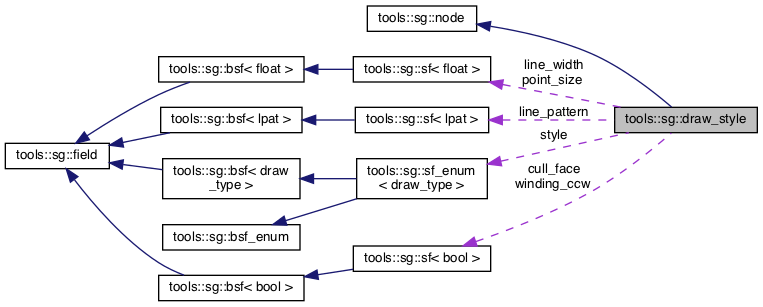 tools::sg::node
tools::sg::bsf< float >
tools::sg::sf< float >
line_width
point_size
tools::sg::bsf< lpat >
tools::sg::sf< lpat >
line_pattern
tools::sg::draw_style
style
tools::sg::field
tools::sg::bsf< draw
_type >
tools::sg::sf_enum
< draw_type >
cull_face
winding_ccw
tools::sg::bsf_enum
tools::sg::sf< bool >
tools::sg::bsf< bool >